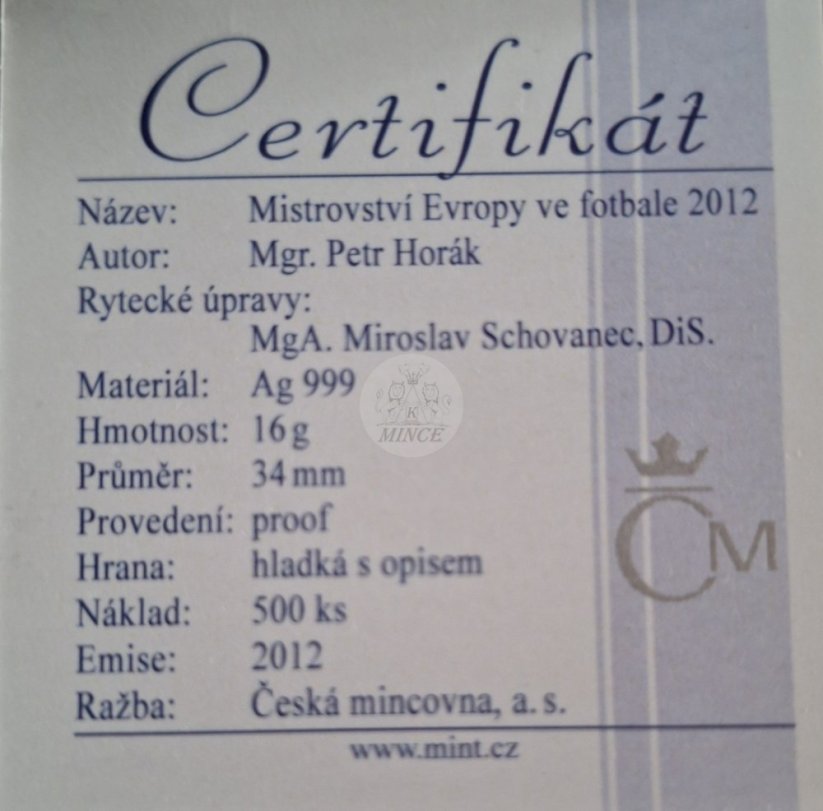 Certifikát
Název: Mistrovství Evropy ve fotbale 2012
Autor: Mgr. Petr Horák
Rytecké úpravy:
MgA. Miroslav Schovanec, DiS.
Materiál: Ag 999
K
MINCE
Hmotnost: 16 g
Průměr: 34 mm
Provedení: proof
Hrana: hladká s opisem
ČM
Náklad: 500 ks
Emise: 2012
Ražba: Česká mincovna, a. s.
www.mint.cz